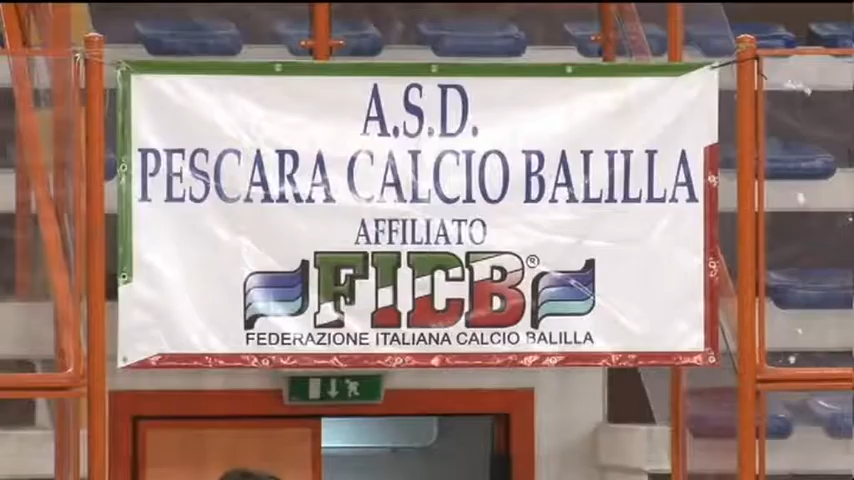 A.S.D.
PESCARA CALCIO BALILLA
AFFILIATO
FICB®
FEDERAZIONE ITALIANA CALCIO BALILLA